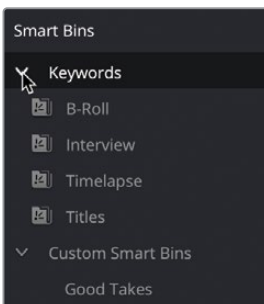 Smart Bins
Keywords
B-Roll
Interview
Timelapse
Titles
Custom Smart Bins
Good Takes